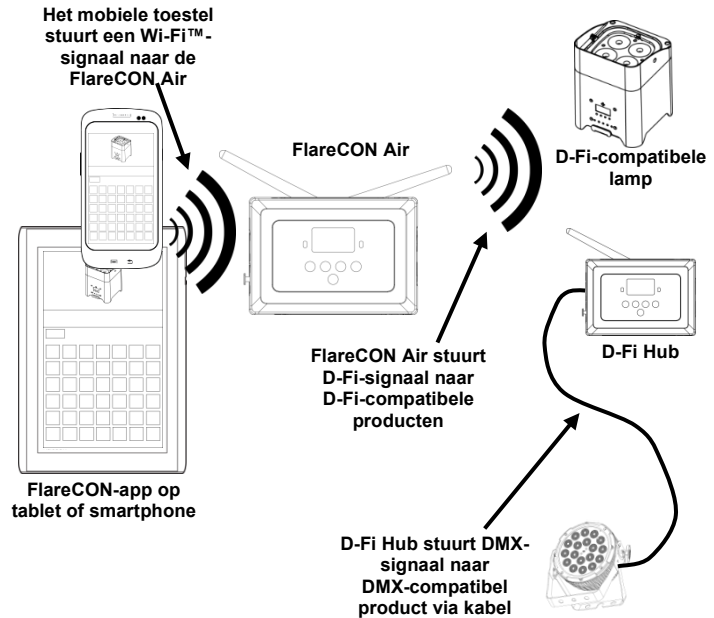 Het mobiele toestel
stuurt een Wi-Fi™-
signaal naar de
FlareCON Air
FlareCON Air
D-Fi-compatibele
lamp
D-Fi Hub
FlareCON Air stuurt
D-Fi-signaal naar
D-Fi-compatibele
producten
FlareCON-app op
tablet of smartphone
D-Fi Hub stuurt DMX-
signaal naar
DMX-compatibel
product via kabel